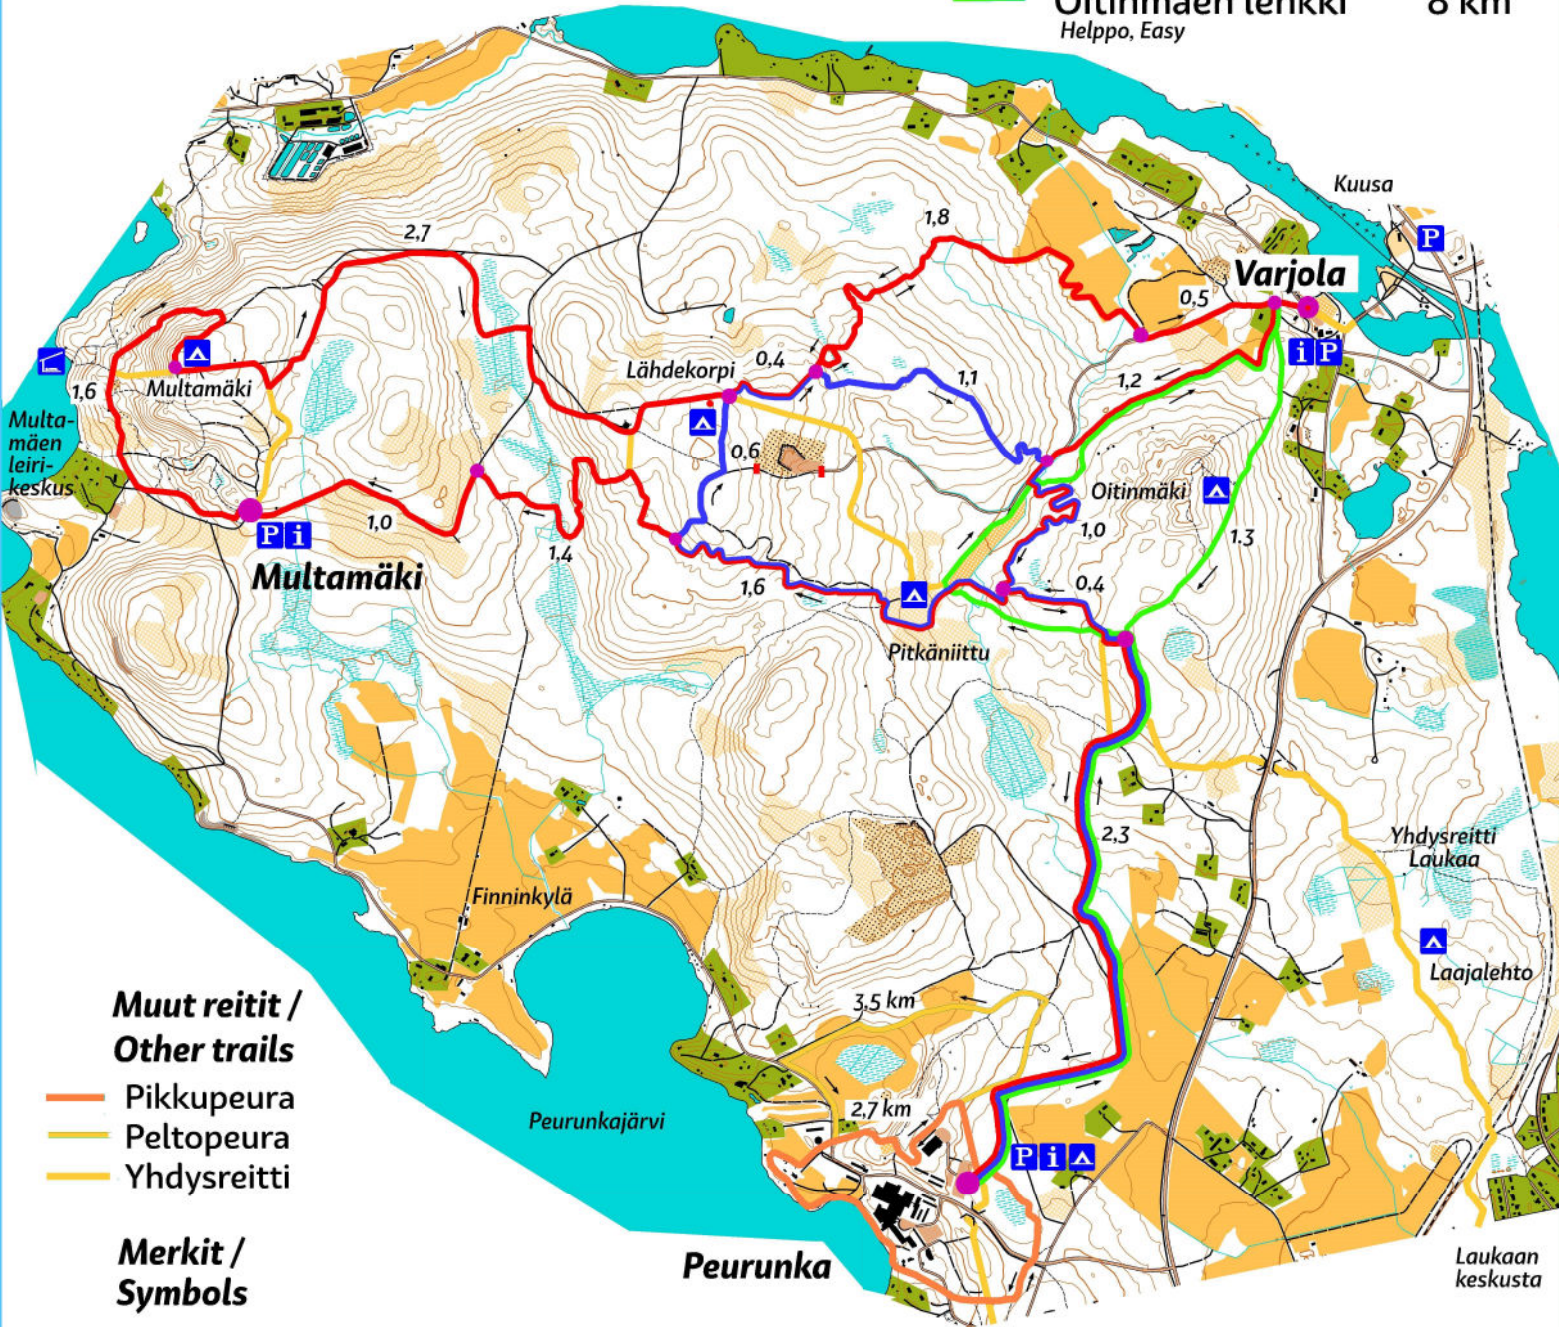 Oitinmäen lenkki 8 km
Helppo, Easy
Kuusa
P
1,8
2,7
Varjola
0,5
i P
Lähdekorpi
0,4
1,1
1,2
Multamäki
1,6
Multa-
mäen
leiri-
keskus
0,6
Oitinmäki
1,0
1,0
1.3
P i
1,4
Multamäki
1,6
0,4
Pitkäniittu
2,3
Yhdysreitti
Laukaa
Finninkylä
Laajalehto
3,5 km
Muut reitit /
Other trails
Pikkupeura
Peltopeura
Yhdysreitti
Peurunkajärvi
2,7 km
P i
Merkit /
Symbols
Peurunka
Laukaan
keskusta